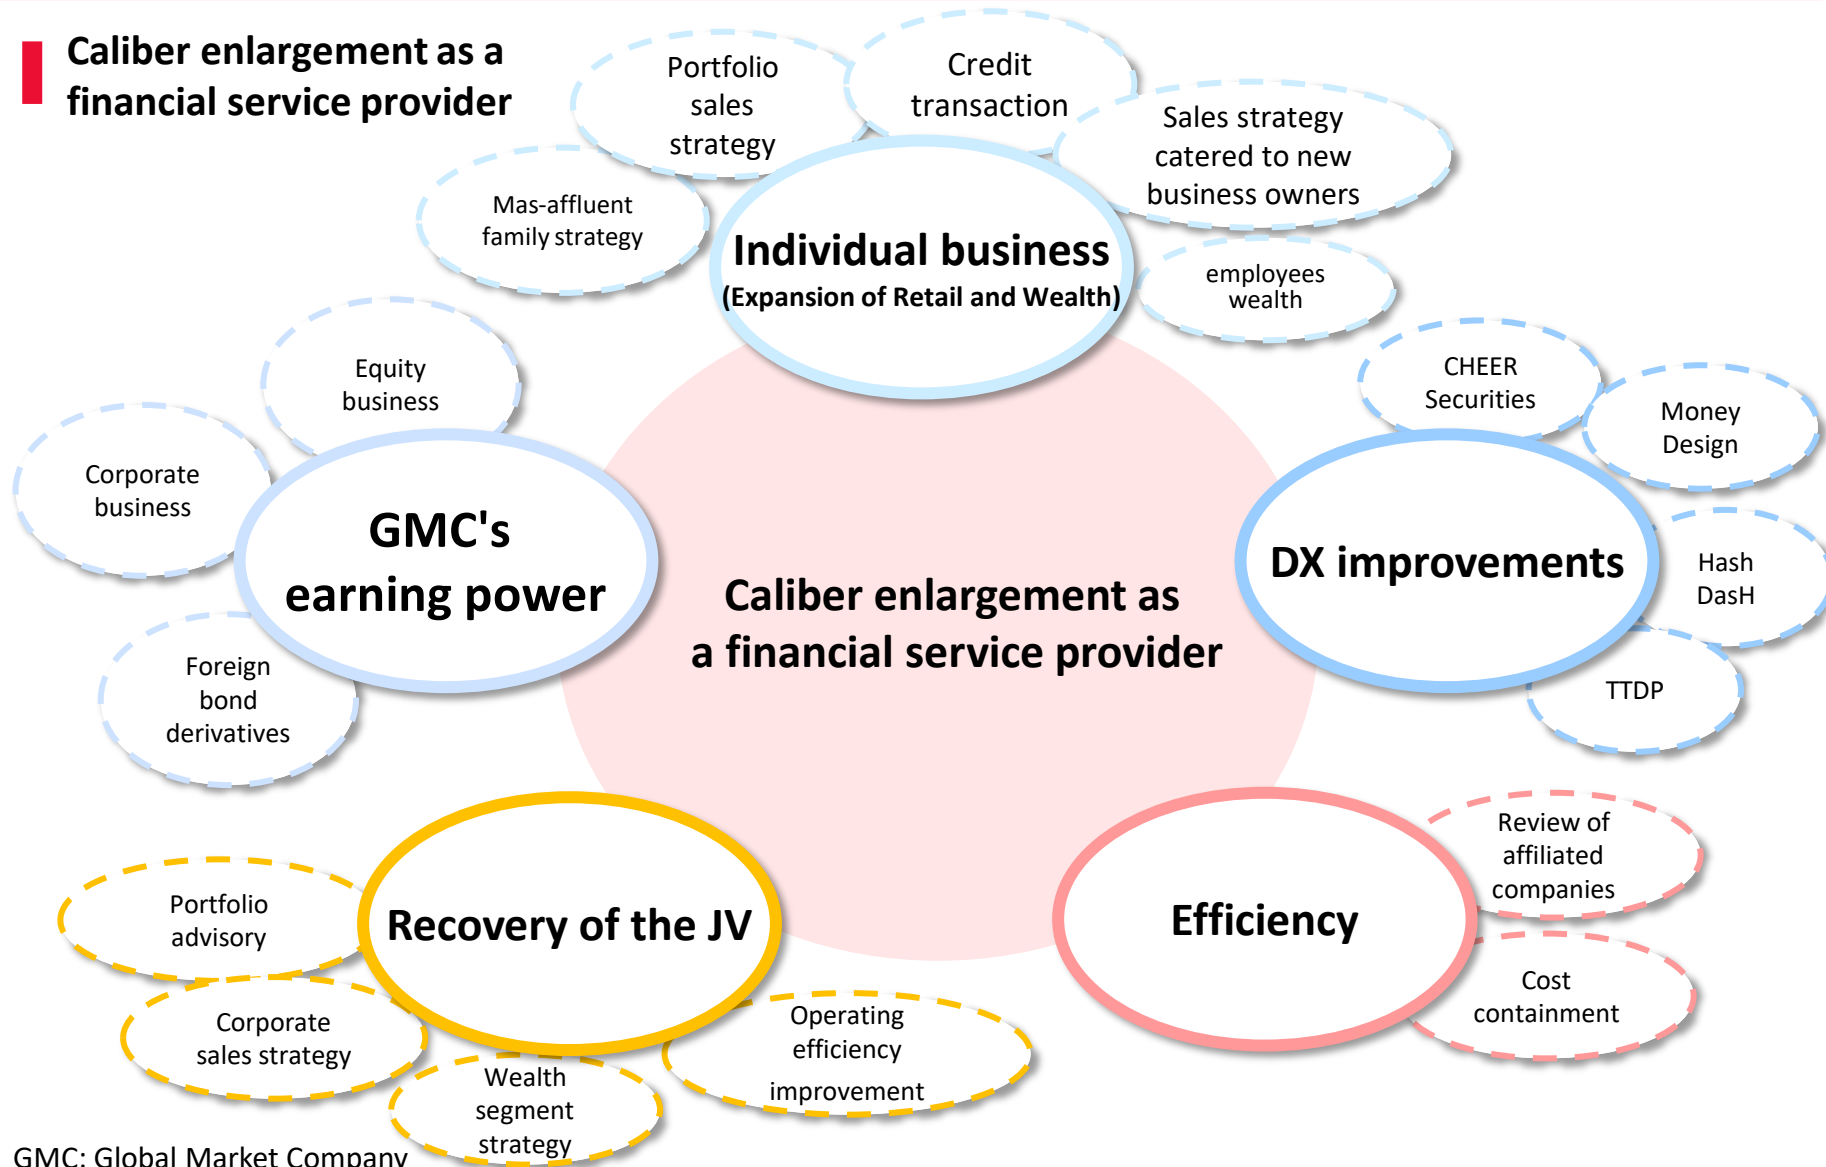 Caliber enlargement as a
financial service provider
Portfolio
sales
strategy
Credit
transaction
Sales strategy
catered to new
business owners
Mas-affluent
family strategy
Individual business
(Expansion of Retail and Wealth)
employees
wealth
Equity
business
Corporate
business
GMC's
earning power
Foreign
bond
derivatives
CHEER
Securities
Money
Design
DX improvements
Hash
DasH
TTDP
Caliber enlargement as
a financial service provider
Portfolio
advisory
Recovery of the JV
Corporate
sales strategy
Wealth
segment
strategy
Operating
efficiency
improvement
Efficiency
Review of
affiliated
companies
Cost
containment
GMC: Global Market Company